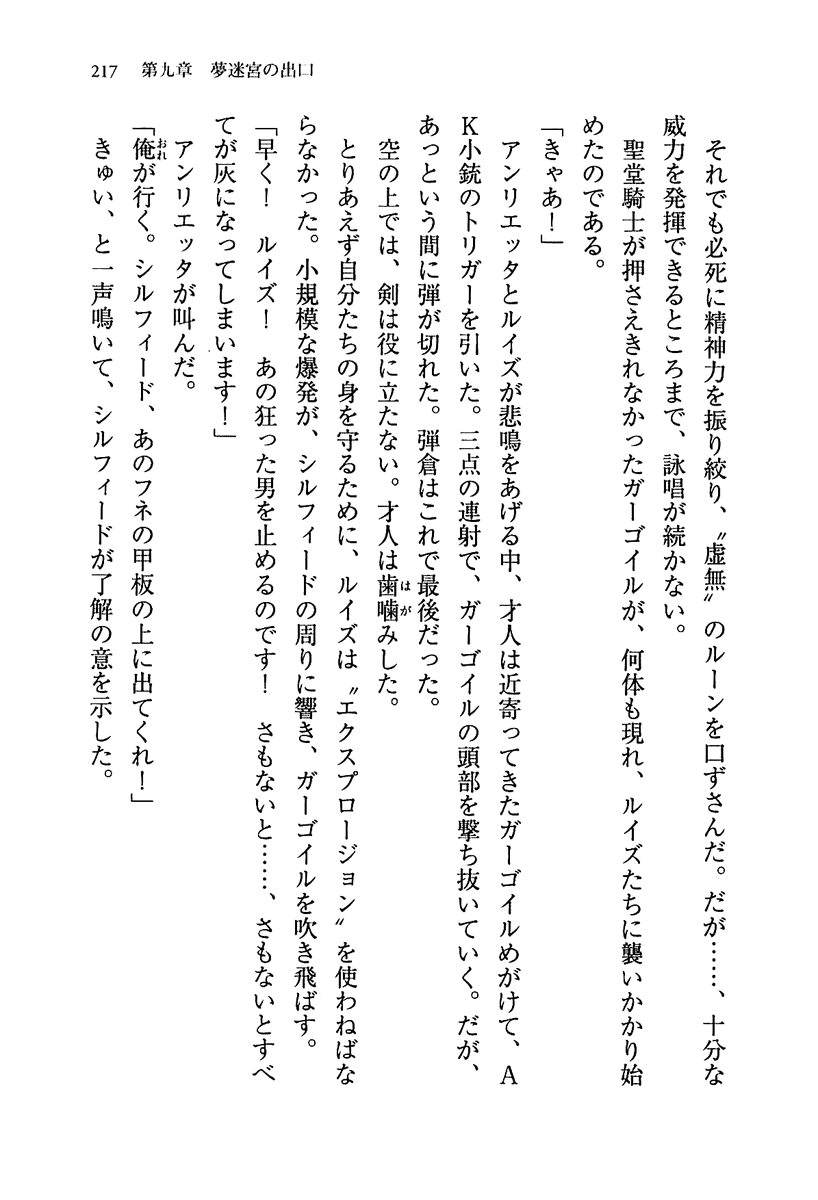 217　第九章　夢迷宮の出口
　それでも必死に精神力を振り絞り、〝虚無〟のルーンを口ずさんだ。だが……、十分な
威力を発揮できるところまで、詠唱が続かない。
　聖堂騎士が押さえきれなかったガーゴイルが、何体も現れ、ルイズたちに襲いかかり始
めたのである。
「きゃあ！」
　アンリエッタとルイズが悲鳴をあげる中、才人は近寄ってきたガーゴイルめがけて、A
K小銃のトリガーを引いた。三点の連射で、ガーゴイルの頭部を撃ち抜いていく。だが、
あっという間に弾が切れた。弾倉はこれで最後だった。
　空の上では、剣は役に立たない。才人は歯噛みした。
　とりあえず自分たちの身を守るために、ルイズは〝エクスプロージョン〟を使わねばな
らなかった。小規模な爆発が、シルフィードの周りに響き、ガーゴイルを吹き飛ばす。
「早く！　ルイズ！　あの狂った男を止めるのです！　さもないと……、さもないとすべ
てが灰になってしまいます！」
　アンリエッタが叫んだ。
「俺が行く。シルフィード、あのフネの甲板の上に出てくれ！」
　きゅい、と一声鳴いて、シルフィードが了解の意を示した。